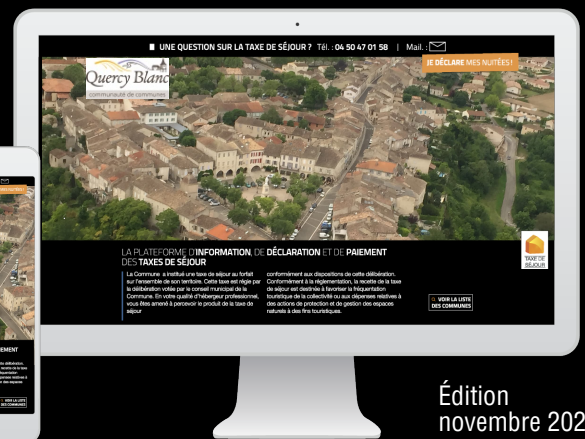 UNE QUESTION SUR LA TAXE DE SÉJOUR ? Tél. : 04 50 47 01 58 | Mail. :
JE DÉCLARE MES NUITÉES !
Quercy Blanc
communauté de communes
LA PLATEFORME D'INFORMATION, DE DÉCLARATION ET DE PAIEMENT
DES TAXES DE SÉJOUR
La Commune a institué une taxe de séjour au forfait
sur l'ensemble de son territoire. Cette taxe est régie par
la délibération votée par le conseil municipal de la
Commune. En votre qualité d'hébergeur professionnel,
vous êtes amené à percevoir le produit de la taxe de
séjour
conformément aux dispositions de cette délibération.
Conformément à la réglementation, la recette de la taxe
de séjour est destinée à favoriser la fréquentation
touristique de la collectivité ou aux dépenses relatives à
des actions de protection et de gestion des espaces
naturels à des fins touristiques.
TAXE DE
SÉJOUR
VOIR LA LISTE
DES COMMUNES
Édition
novembre 202